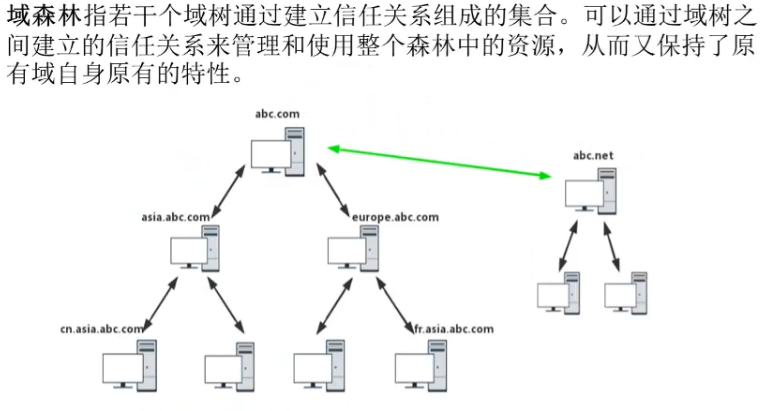 域森林指若干个域树通过建立信任关系组成的集合。可以通过域树之
间建立的信任关系来管理和使用整个森林中的资源，从而又保持了原
有域自身原有的特性。
abc.com
abc.net
asia.abc.com
europe.abc.com
cn.asia.abc.com
fr.asia.abc.com